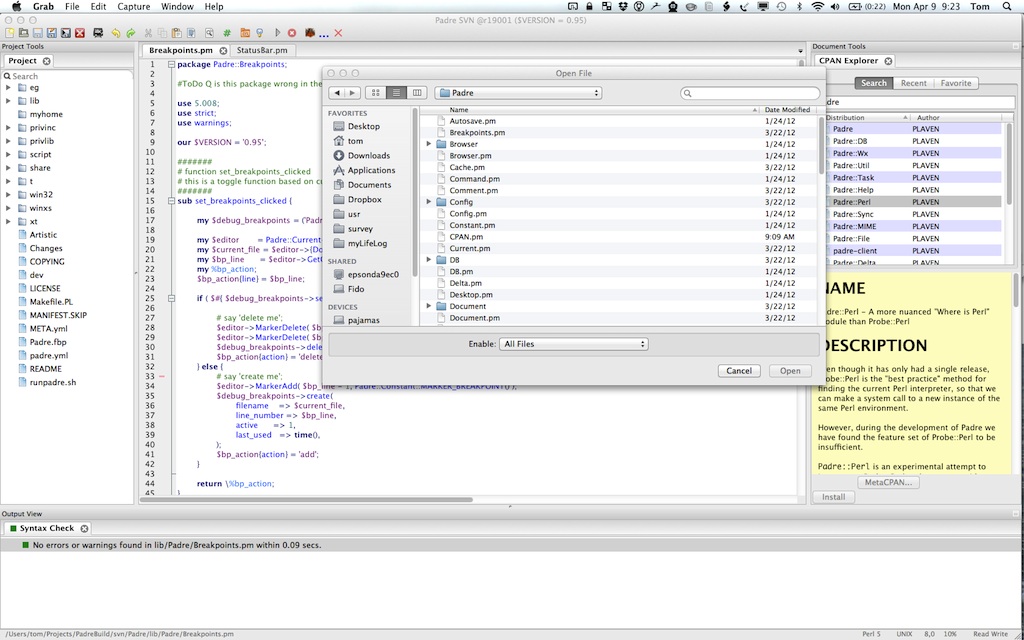 Grab File Edit Capture Window Help (0:22) Mon Apr 9 9:23 Tom
Padre SVN @r19001 ($VERSION = 0.95)
Project Tools
Project
Search
eg
lib
myhome
privinc
privlib
script
share
t
win32
winxs
xt
Artistic
Changes
COPYING
dev
LICENSE
Makefile.PL
MANIFEST.SKIP
META.yml
Padre.fbp
padre.yml
README
runpadre.sh
Breakpoints.pm StatusBar.pm
1 package Padre::Breakpoints;
2
3 #ToDo Q is this package wrong in the
4
5 use 5.008;
6 use strict;
7 use warnings;
8
9 our $VERSION = '0.95';
10
11 #######
12 # function set_breakpoints_clicked
13 # this is a toggle function based on
14 #######
15 sub set_breakpoints_clicked {
16
17 my $debug_breakpoints = ('Padr
18
19 my $editor = Padre::Current
20 my $current_file = $editor->{Do
21 my $bp_line = $editor->Get
22 my %bp_action;
23 $bp_action{line} = $bp_line;
24
25 if ( $#{ $debug_breakpoints->se
26
27 # say 'delete me';
28 $editor->MarkerDelete( $b
29 $editor->MarkerDelete( $b
30 $debug_breakpoints->dele
31 $bp_action{action} = 'delete
32 } else {
33 # say 'create me';
34 $editor->MarkerAdd( $bp_line - 1, Padre::Constant::MARKER_BREAKPOINT() );
35 $debug_breakpoints->create(
36 filename => $current_file,
37 line_number => $bp_line,
38 active => 1,
39 last_used => time(),
40 );
41 $bp_action{action} = 'add';
42 }
43
44 return \%bp_action;
45 }
Open File
Padre
FAVORITES
Desktop
tom
Downloads
Applications
Documents
Dropbox
usr
survey
myLifeLog
SHARED
epsonda9ec0
Fido
DEVICES
pajamas
Name Date Modified
Autosave.pm 1/24/12
Breakpoints.pm 3/22/12
Browser 1/24/12
Browser.pm 1/24/12
Cache.pm 3/22/12
Command.pm 1/24/12
Comment.pm 3/22/12
Config 3/22/12
Config.pm 1/24/12
Constant.pm 1/24/12
CPAN.pm 9:09 AM
Current.pm 3/22/12
DB 3/22/12
DB.pm 1/24/12
Delta.pm 1/24/12
Desktop.pm 1/24/12
Document 3/22/12
Document.pm 3/22/12
Enable: All Files
Cancel Open
Document Tools
CPAN Explorer
Search Recent Favorite
dre
Distribution Author
Padre PLAVEN
Padre::DB PLAVEN
Padre::Wx PLAVEN
Padre::Util PLAVEN
Padre::Task PLAVEN
Padre::Help PLAVEN
Padre::Perl PLAVEN
Padre::Sync PLAVEN
Padre::MIME PLAVEN
Padre::File PLAVEN
padre-client PLAVEN
Padre::Delta PLAVEN
NAME
dre::Perl - A more nuanced "Where is Perl"
odule than Probe::Perl
DESCRIPTION
en though it has only had a single release,
obe::Perl is the "best practice" method for
finding the current Perl interpreter, so that we
can make a system call to a new instance of the
same Perl environment.
However, during the development of Padre we
have found the feature set of Probe::Perl to be
insufficient.
Padre::Perl is an experimental attempt to
MetaCPAN...
Install
Output View
Syntax Check
No errors or warnings found in lib/Padre/Breakpoints.pm within 0.09 secs.
/Users/tom/Projects/PadreBuild/svn/Padre/lib/Padre/Breakpoints.pm Perl 5 UNIX 8,0 10% Read Write